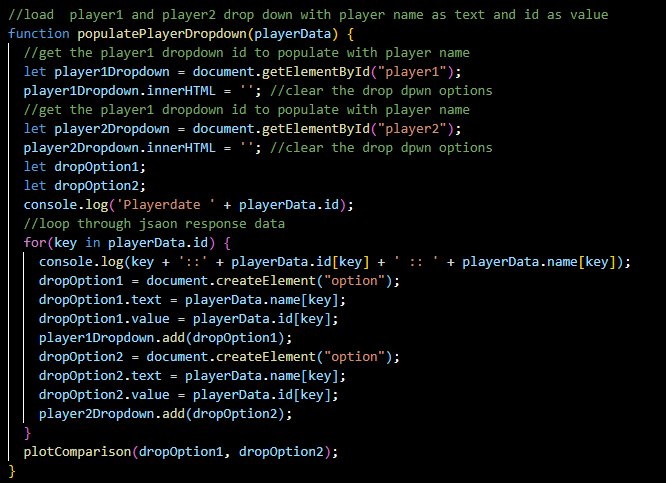 //load  player1 and player2 drop down with player name as text and id as value
function populatePlayerDropdown(playerData) {
  //get the player1 dropdown id to populate with player name
  let player1Dropdown = document.getElementById("player1");
  player1Dropdown.innerHTML = ''; //clear the drop dpwn options
  //get the player1 dropdown id to populate with player name
  let player2Dropdown = document.getElementById("player2");
  player2Dropdown.innerHTML = ''; //clear the drop dpwn options
  let dropOption1;
  let dropOption2;
  console.log('Playerdate ' + playerData.id);
  //loop through jsaon response data
  for(key in playerData.id) {
    console.log(key + '::' + playerData.id[key] + ' :: ' + playerData.name[key]);
    dropOption1 = document.createElement("option");
    dropOption1.text = playerData.name[key];
    dropOption1.value = playerData.id[key];
    player1Dropdown.add(dropOption1);
    dropOption2 = document.createElement("option");
    dropOption2.text = playerData.name[key];
    dropOption2.value = playerData.id[key];
    player2Dropdown.add(dropOption2);
  }
  plotComparison(dropOption1, dropOption2);
}